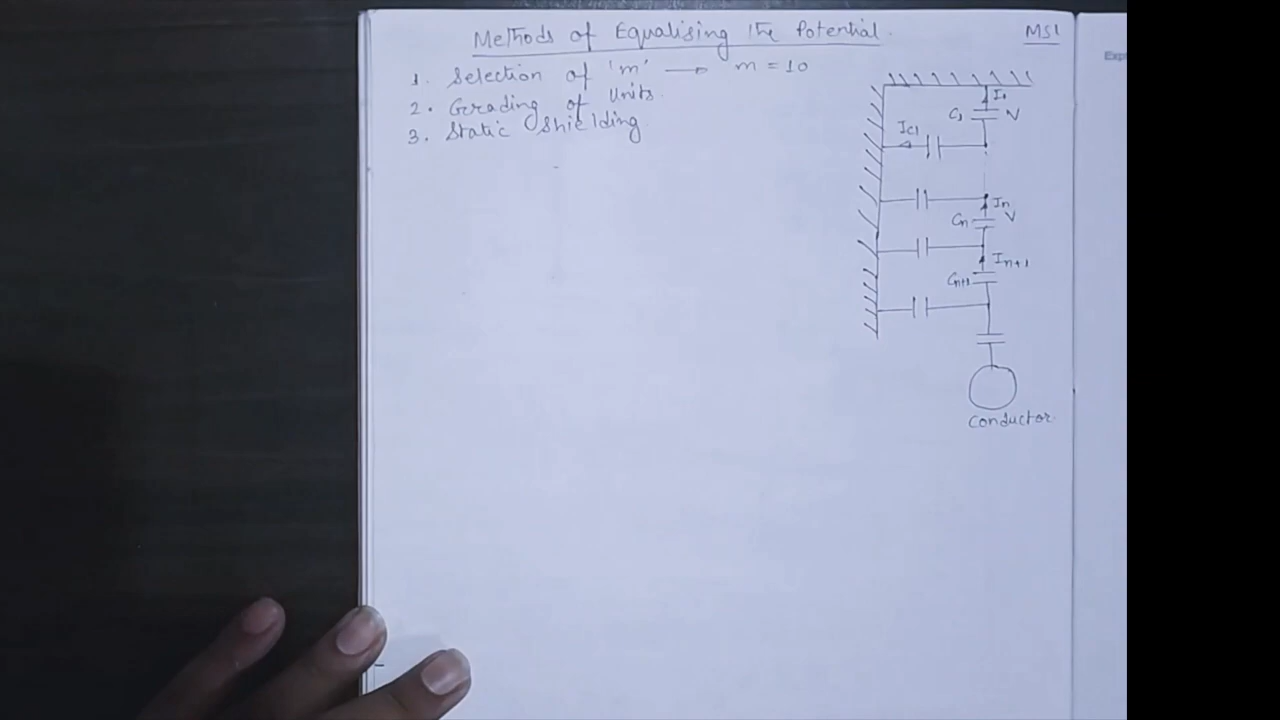 Methods of Equalising the Potential.
MS1
1. Selection of 'm' → m = 10
2. Grading of Units.
3. Static Shielding
I1
C1 V
Ic1
In
Cn V
In+1
Cn+1
Conductor